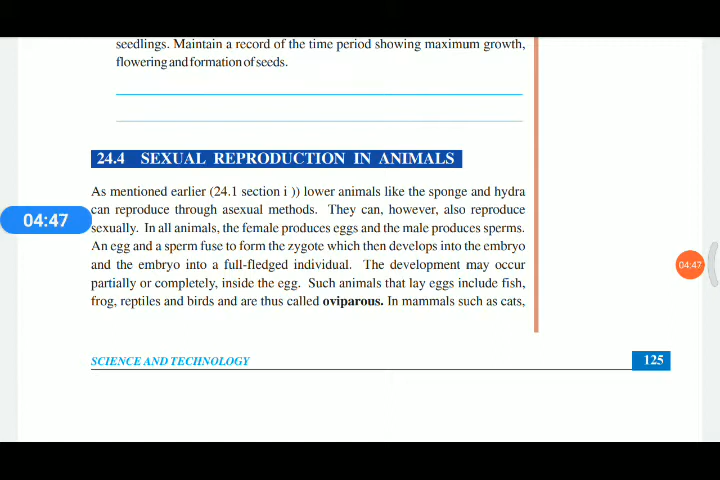 seedlings. Maintain a record of the time period showing maximum growth,
flowering and formation of seeds.
24.4 SEXUAL REPRODUCTION IN ANIMALS
As mentioned earlier (24.1 section i )) lower animals like the sponge and hydra
can reproduce through asexual methods. They can, however, also reproduce
04:47
sexually. In all animals, the female produces eggs and the male produces sperms.
An egg and a sperm fuse to form the zygote which then develops into the embryo
and the embryo into a full-fledged individual. The development may occur
04:47
partially or completely, inside the egg. Such animals that lay eggs include fish,
frog, reptiles and birds and are thus called oviparous. In mammals such as cats,
SCIENCE AND TECHNOLOGY
125